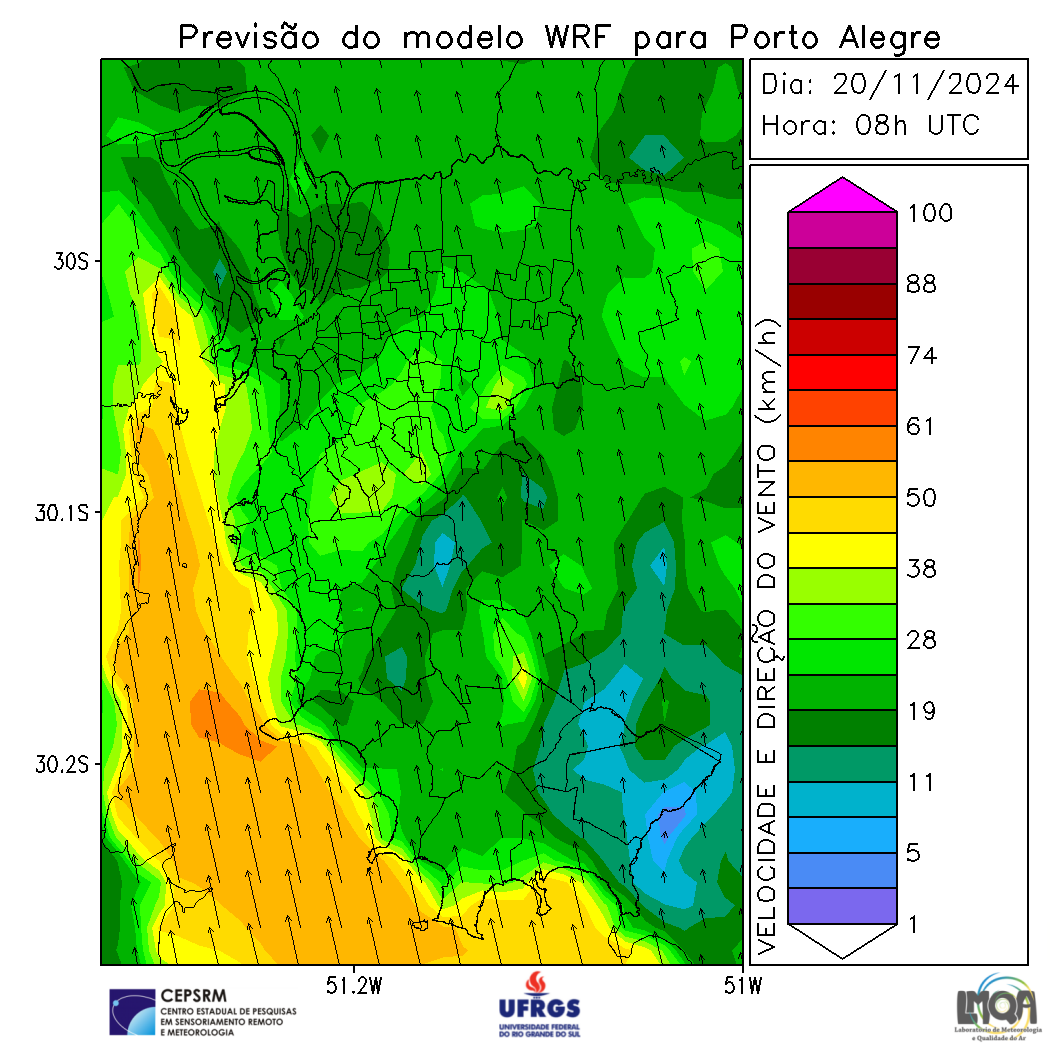 Previsão do modelo WRF para Porto Alegre
Dia: 20/11/2024
Hora: 08h UTC
30S
30.1S
30.2S
51.2W
51W
VELOCIDADE E DIREÇÃO DO VENTO (km/h)
100
88
74
61
50
38
28
19
11
5
1
CEPSRM
CENTRO ESTADUAL DE PESQUISAS
EM SENSORIAMENTO REMOTO
E METEOROLOGIA
UFRGS
UNIVERSIDADE FEDERAL
DO RIO GRANDE DO SUL
LMQA
Laboratório de Meteorologia
e Qualidade do Ar